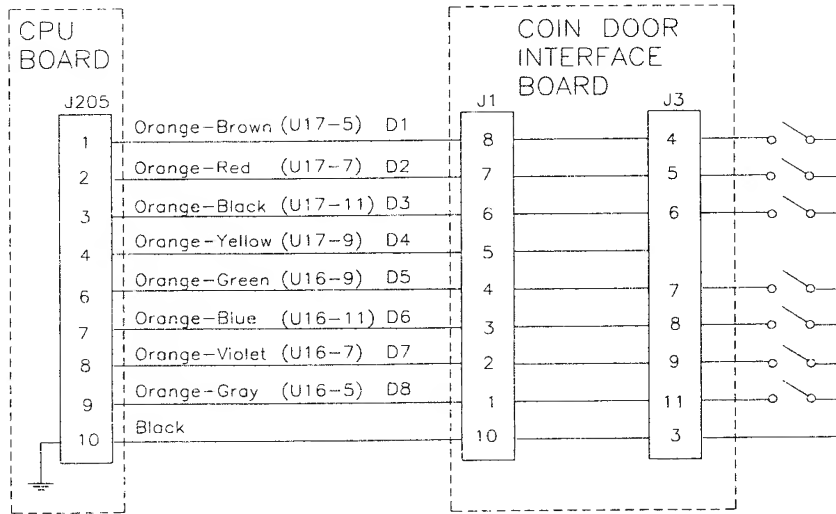 CPU
BOARD
COIN DOOR
INTERFACE
BOARD
J205
J1
J3
1 Orange-Brown (U17-5) D1 8 4
2 Orange-Red (U17-7) D2 7 5
3 Orange-Black (U17-11) D3 6 6
4 Orange-Yellow (U17-9) D4 5
6 Orange-Green (U16-9) D5 4 7
7 Orange-Blue (U16-11) D6 3 8
8 Orange-Violet (U16-7) D7 2 9
9 Orange-Gray (U16-5) D8 1 11
10 Black 10 3